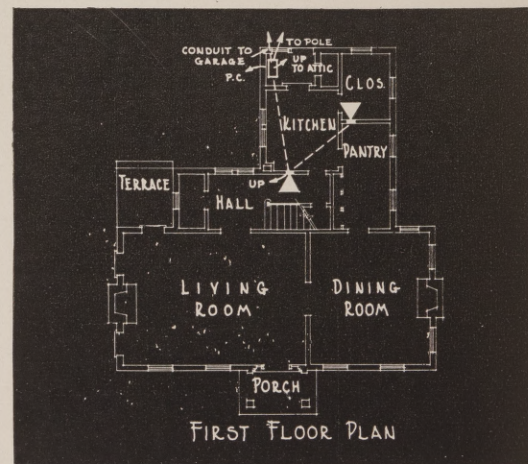 TO POLE
CONDUIT TO
GARAGE
UP
TO ATTIC
P.C.
CLOS.
KITCHEN
PANTRY
TERRACE
UP
HALL
LIVING
ROOM
DINING
ROOM
PORCH
FIRST FLOOR PLAN